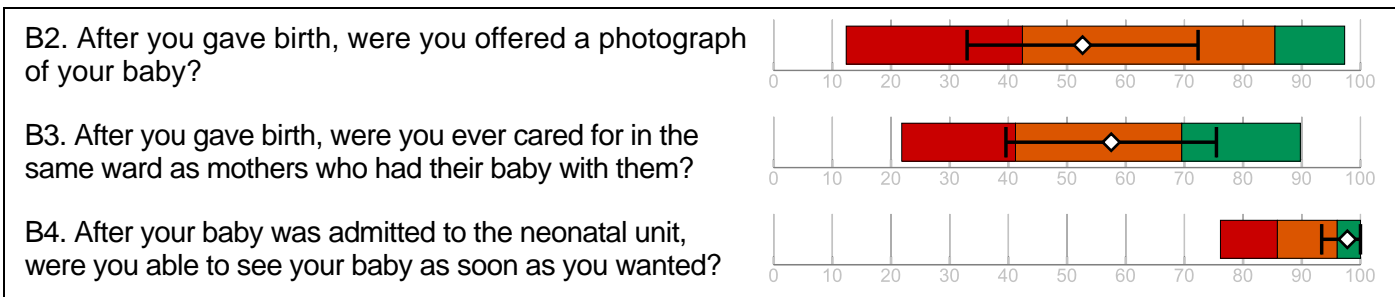 B2. After you gave birth, were you offered a photograph
of your baby?
0 10 20 30 40 50 60 70 80 90 100
B3. After you gave birth, were you ever cared for in the
same ward as mothers who had their baby with them?
0 10 20 30 40 50 60 70 80 90 100
B4. After your baby was admitted to the neonatal unit,
were you able to see your baby as soon as you wanted?
0 10 20 30 40 50 60 70 80 90 100